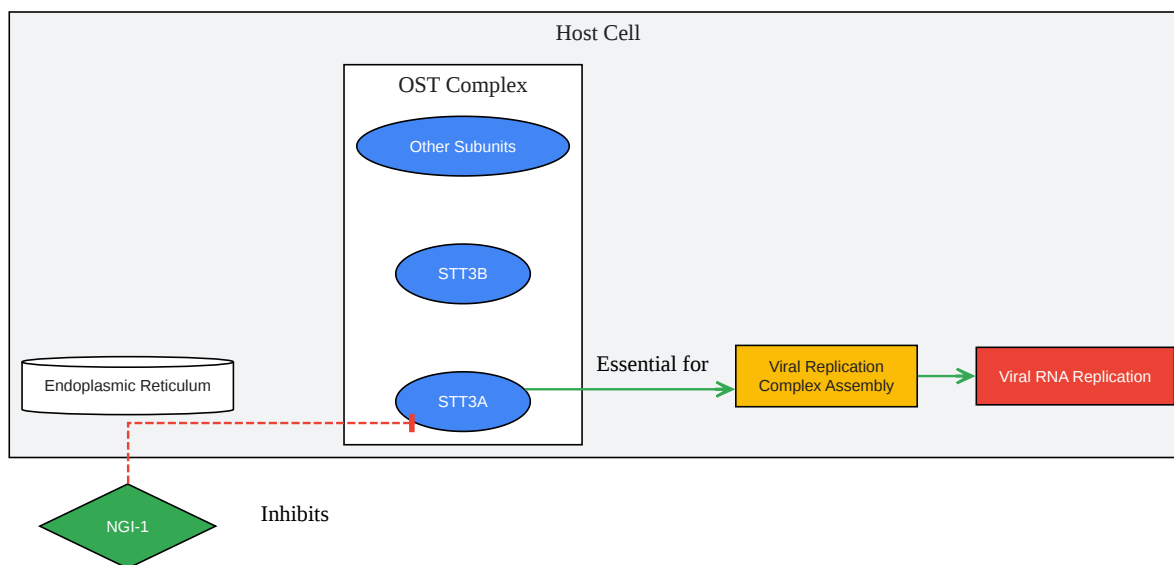 Host Cell
OST Complex
Other Subunits
STT3B
Endoplasmic Reticulum
STT3A
Essential for
Viral Replication
Complex Assembly
Viral RNA Replication
NGI-1
Inhibits